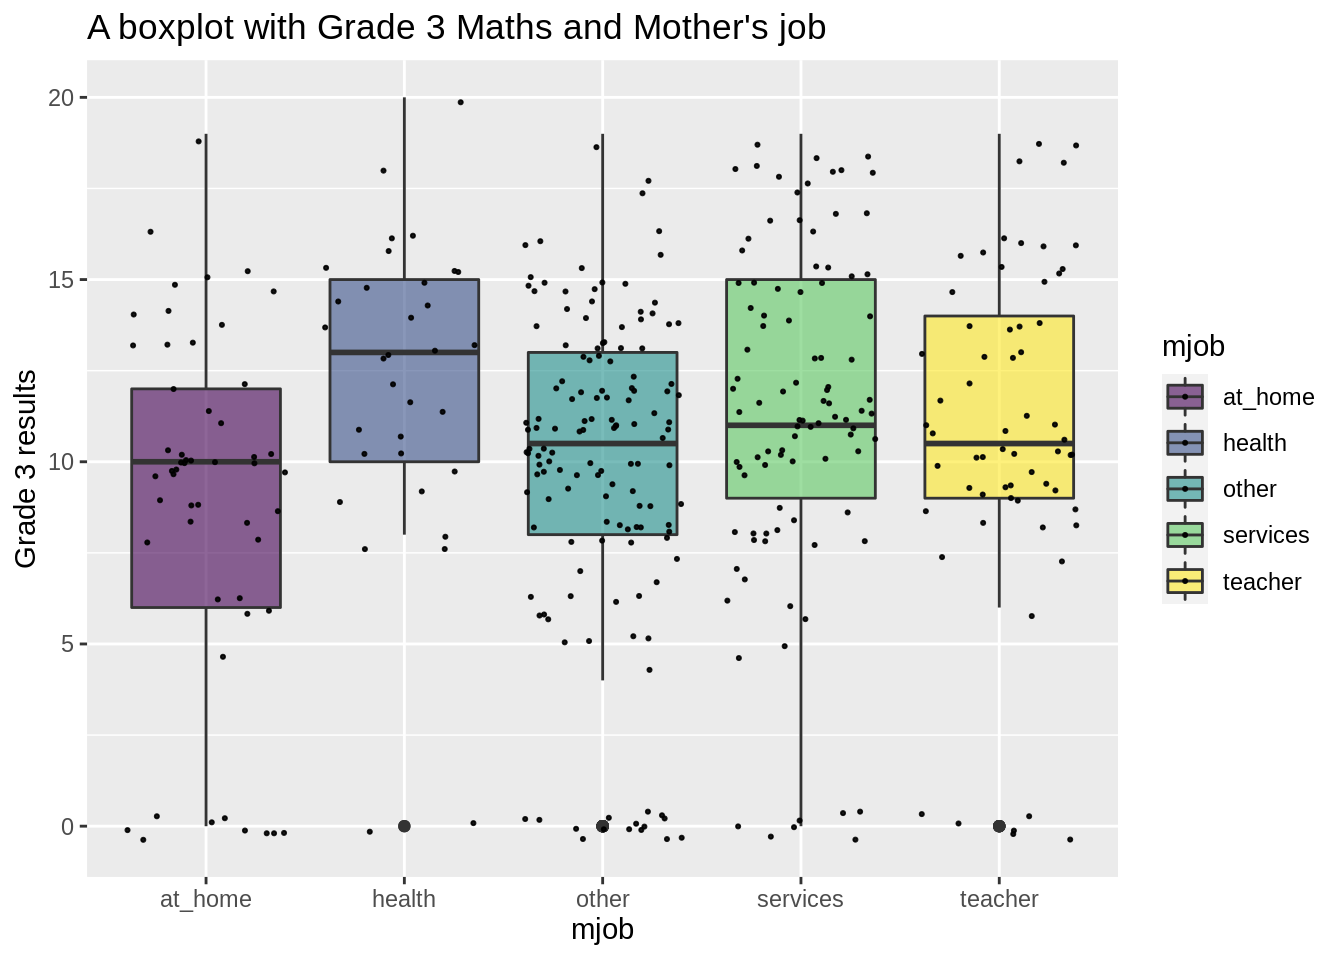 A boxplot with Grade 3 Maths and Mother's job
20
15
10
5
0
Grade 3 results
at_home
health
other
services
teacher
mjob
mjob
at_home
health
other
services
teacher